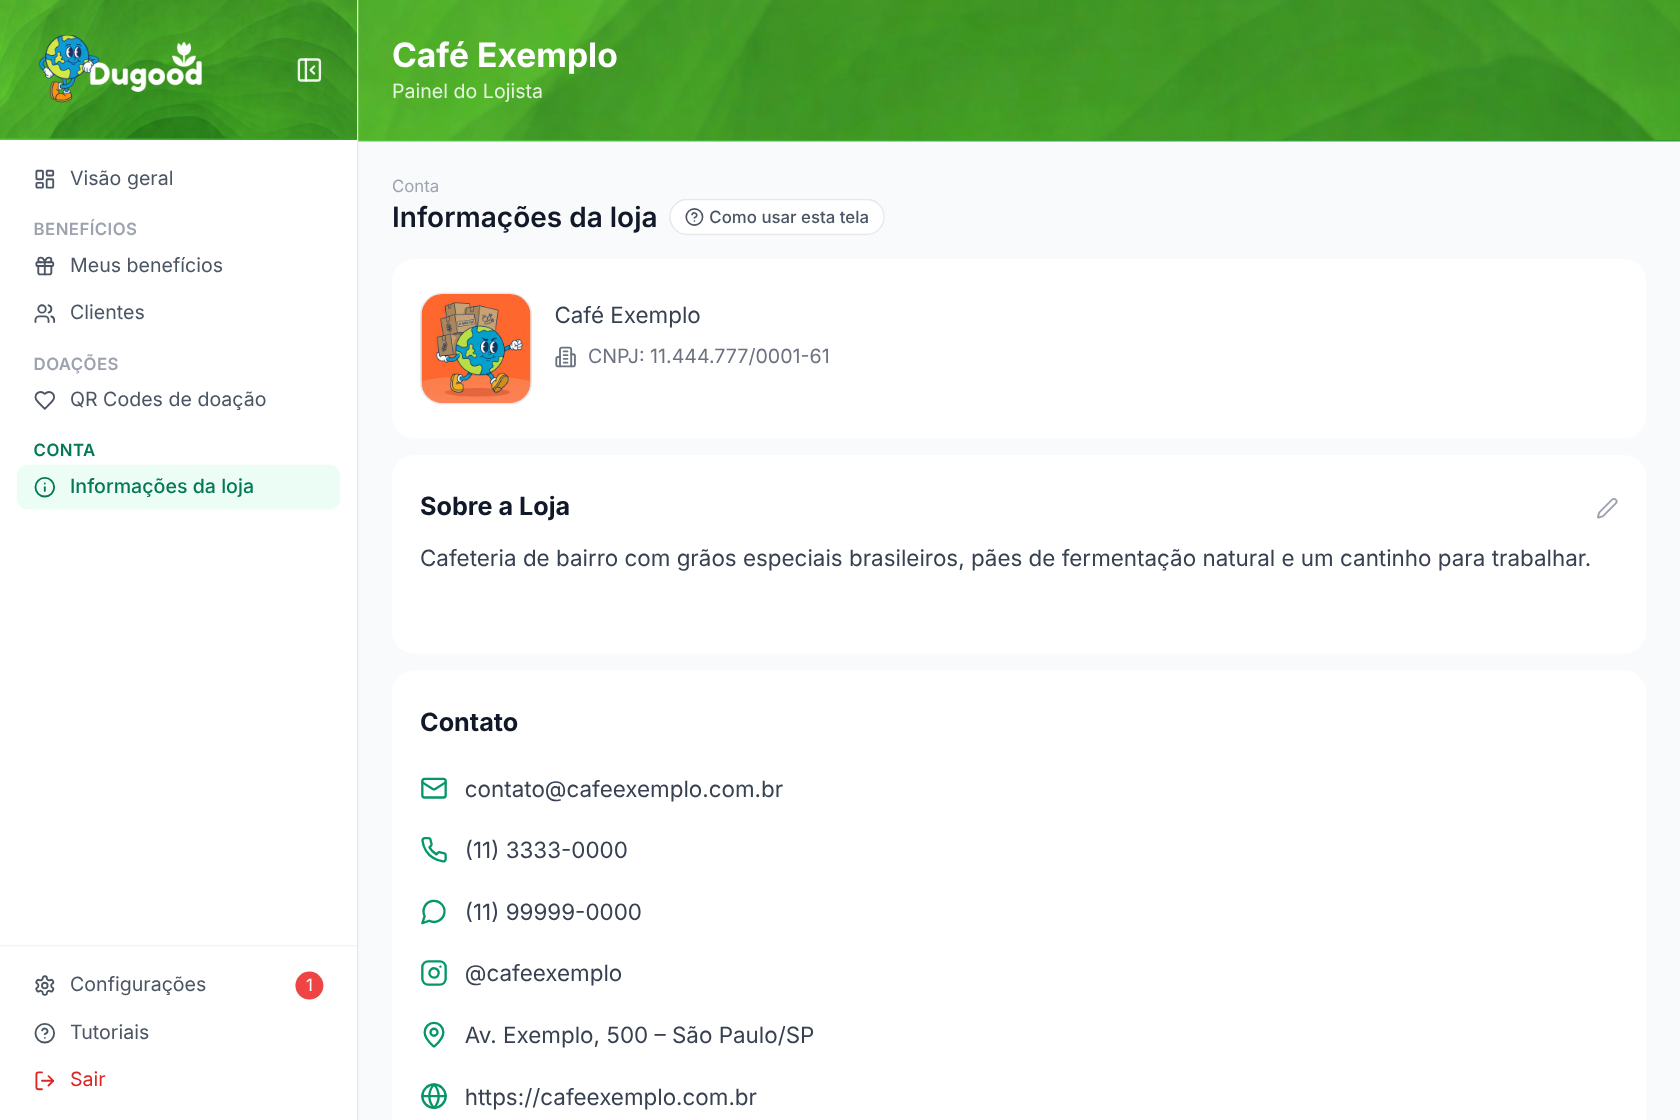 Dugood
Café Exemplo
Painel do Lojista
Visão geral
BENEFÍCIOS
Meus benefícios
Clientes
DOAÇÕES
QR Codes de doação
CONTA
Informações da loja
Configurações 1
Tutoriais
Sair
Conta
Informações da loja
Como usar esta tela
Café Exemplo
CNPJ: 11.444.777/0001-61
Sobre a Loja
Cafeteria de bairro com grãos especiais brasileiros, pães de fermentação natural e um cantinho para trabalhar.
Contato
contato@cafeexemplo.com.br
(11) 3333-0000
(11) 99999-0000
@cafeexemplo
Av. Exemplo, 500 – São Paulo/SP
https://cafeexemplo.com.br